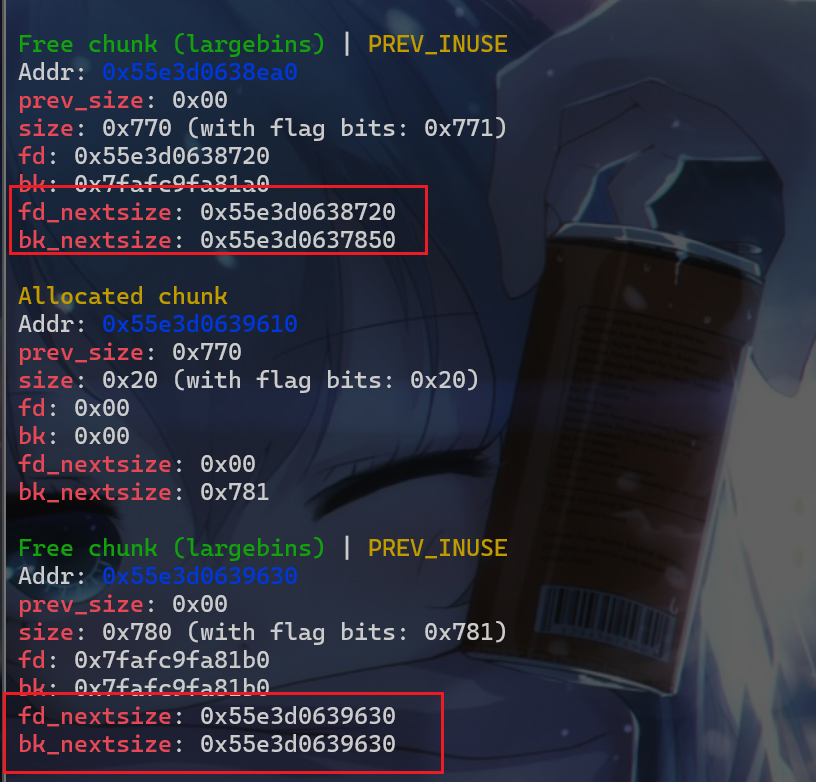 Free chunk (largebins) | PREV_INUSE
Addr: 0x55e3d0638ea0
prev_size: 0x00
size: 0x770 (with flag bits: 0x771)
fd: 0x55e3d0638720
bk: 0x7fafc9fa81a0
fd_nextsize: 0x55e3d0638720
bk_nextsize: 0x55e3d0637850
Allocated chunk
Addr: 0x55e3d0639610
prev_size: 0x770
size: 0x20 (with flag bits: 0x20)
fd: 0x00
bk: 0x00
fd_nextsize: 0x00
bk_nextsize: 0x781
Free chunk (largebins) | PREV_INUSE
Addr: 0x55e3d0639630
prev_size: 0x00
size: 0x780 (with flag bits: 0x781)
fd: 0x7fafc9fa81b0
bk: 0x7fafc9fa81b0
fd_nextsize: 0x55e3d0639630
bk_nextsize: 0x55e3d0639630